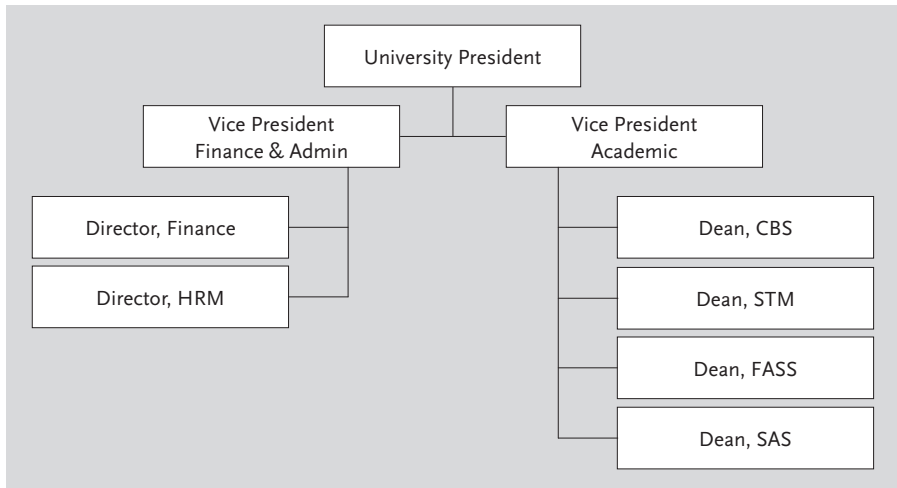 University President
Vice President
Finance & Admin
Vice President
Academic
Director, Finance
Director, HRM
Dean, CBS
Dean, STM
Dean, FASS
Dean, SAS